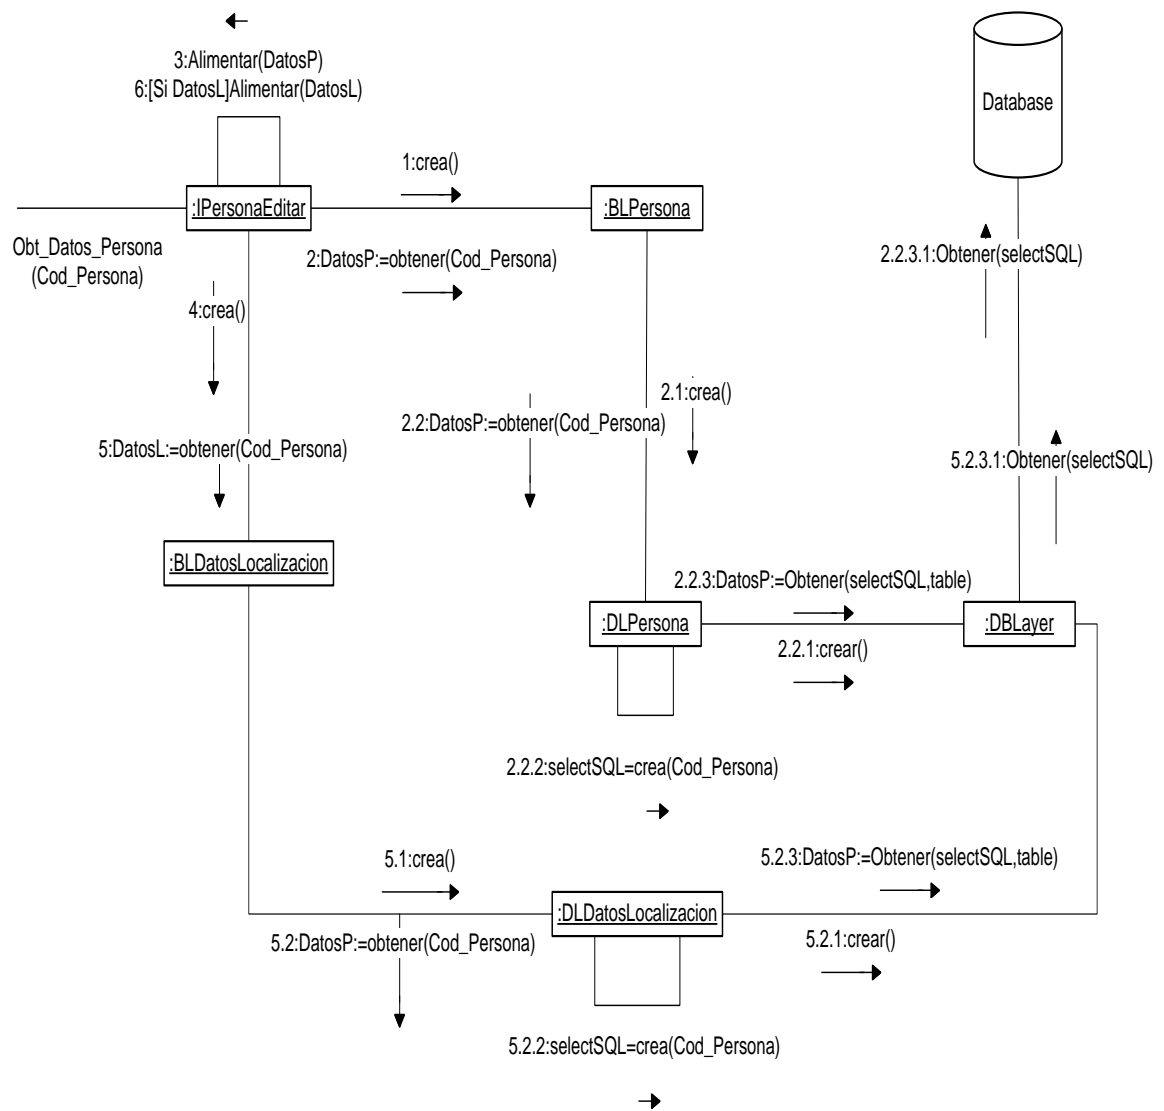 3:Alimentar(DatosP)
6:[Si DatosL]Alimentar(DatosL)
Database
1:crea()
:IPersonaEditar
:BLPersona
Obt_Datos_Persona
(Cod_Persona)
2:DatosP:=obtener(Cod_Persona)
2.2.3.1:Obtener(selectSQL)
4:crea()
2.1:crea()
2.2:DatosP:=obtener(Cod_Persona)
5:DatosL:=obtener(Cod_Persona)
5.2.3.1:Obtener(selectSQL)
:BLDatosLocalizacion
2.2.3:DatosP:=Obtener(selectSQL,table)
:DLPersona
:DBLayer
2.2.1:crear()
2.2.2:selectSQL=crea(Cod_Persona)
5.1:crea()
5.2.3:DatosP:=Obtener(selectSQL,table)
:DLDatosLocalizacion
5.2:DatosP:=obtener(Cod_Persona)
5.2.1:crear()
5.2.2:selectSQL=crea(Cod_Persona)